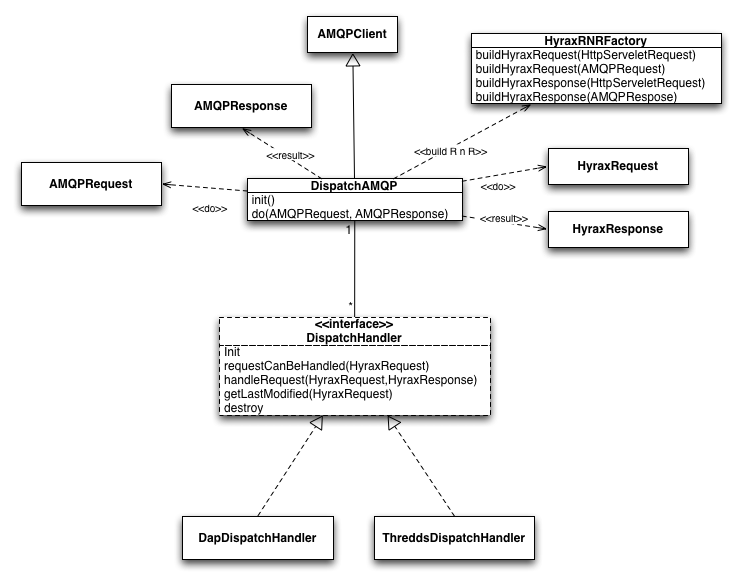 AMQPClient
HyraxRNRFactory
buildHyraxRequest(HttpServeletRequest)
buildHyraxRequest(AMQPRequest)
buildHyraxResponse(HttpServeletRequest)
buildHyraxResponse(AMQPRespose)
AMQPResponse
<<result>>
<<build R n R>>
AMQPRequest
<<do>>
DispatchAMQP
init()
do(AMQPRequest, AMQPResponse)
<<do>>
HyraxRequest
<<result>>
HyraxResponse
1
*
<<interface>>
DispatchHandler
Init
requestCanBeHandled(HyraxRequest)
handleRequest(HyraxRequest,HyraxResponse)
getLastModified(HyraxRequest)
destroy
DapDispatchHandler
ThreddsDispatchHandler